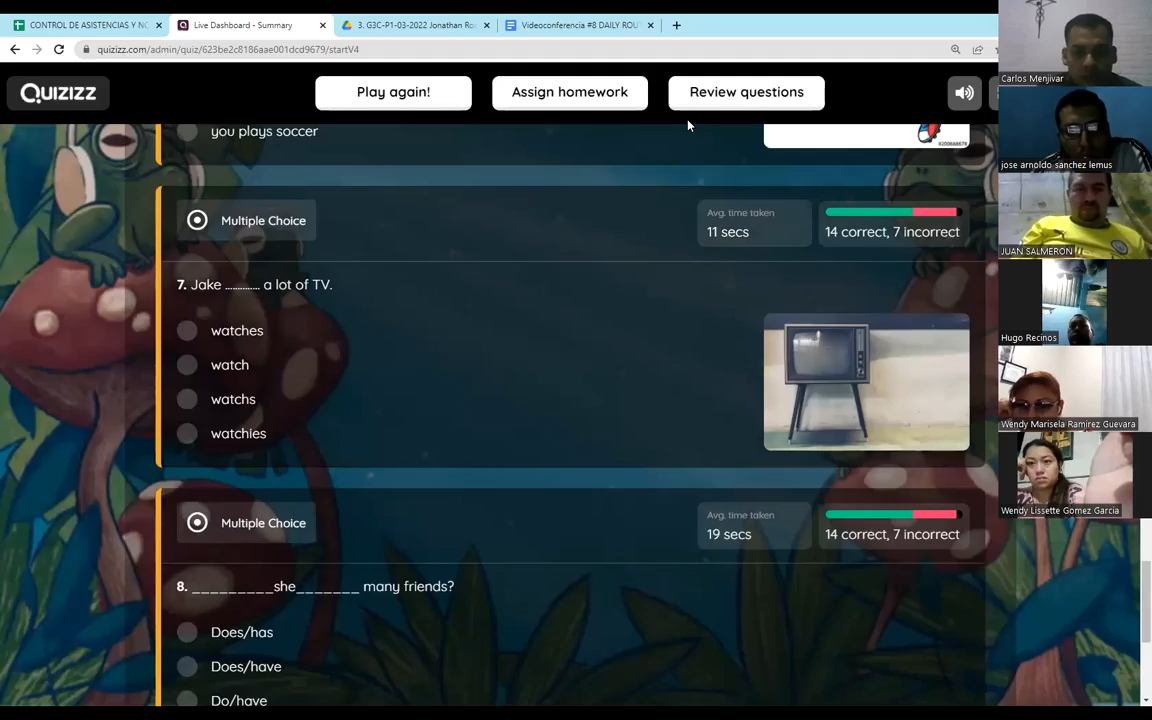 CONTROL DE ASISTENCIAS Y NO
Live Dashboard - Summary
3. G3C-P1-03-2022 Jonathan Ro
Videoconferencia #8 DAILY ROU
quizizz.com/admin/quiz/623be2c8186aae001dcd9679/startV4
Quizizz
Play again!
Assign homework
Review questions
you plays soccer
Multiple Choice
Avg. time taken
11 secs
14 correct, 7 incorrect
7. Jake .............. a lot of TV.
watches
watch
watchs
watchies
Multiple Choice
Avg. time taken
19 secs
14 correct, 7 incorrect
8. _________she_______ many friends?
Does/has
Does/have
Do/have
Carlos Menjivar
jose arnoldo sanchez lemus
JUAN SALMERON
Hugo Recinos
Wendy Marisela Ramirez Guevara
Wendy Lissette Gomez Garcia